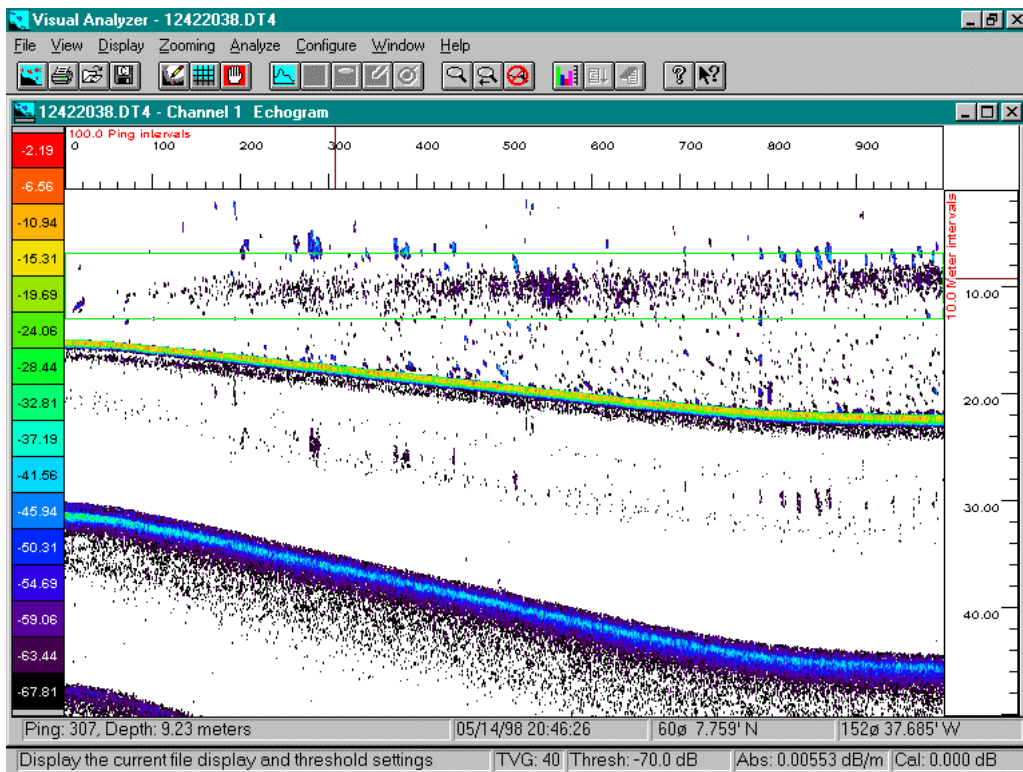 Visual Analyzer - 12422038.DT4
File View Display Zooming Analyze Configure Window Help
12422038.DT4 - Channel 1 Echogram
100.0 Ping intervals
0 100 200 300 400 500 600 700 800 900
-2.19
-6.56
-10.94
-15.31
-19.69
-24.06
-28.44
-32.81
-37.19
-41.56
-45.94
-50.31
-54.69
-59.06
-63.44
-67.81
10.0 Meter intervals
10.00
20.00
30.00
40.00
Ping: 307, Depth: 9.23 meters 05/14/98 20:46:26 60ø 7.759' N 152ø 37.685' W
Display the current file display and threshold settings TVG: 40 Thresh: -70.0 dB Abs: 0.00553 dB/m Cal: 0.000 dB